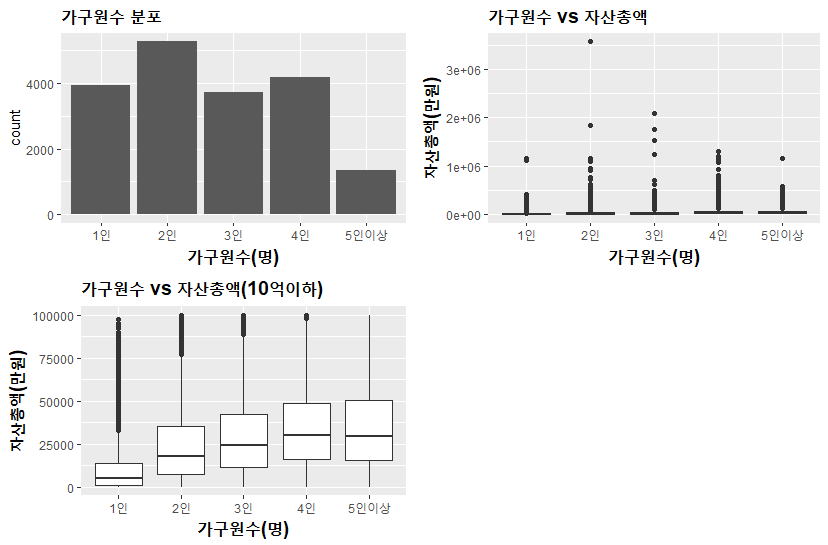 가구원수 분포
count
4000
2000
0
1인 2인 3인 4인 5인이상
가구원수(명)
가구원수 vs 자산총액
자산총액(만원)
3e+06
2e+06
1e+06
0e+00
1인 2인 3인 4인 5인이상
가구원수(명)
가구원수 vs 자산총액(10억이하)
자산총액(만원)
100000
75000
50000
25000
0
1인 2인 3인 4인 5인이상
가구원수(명)